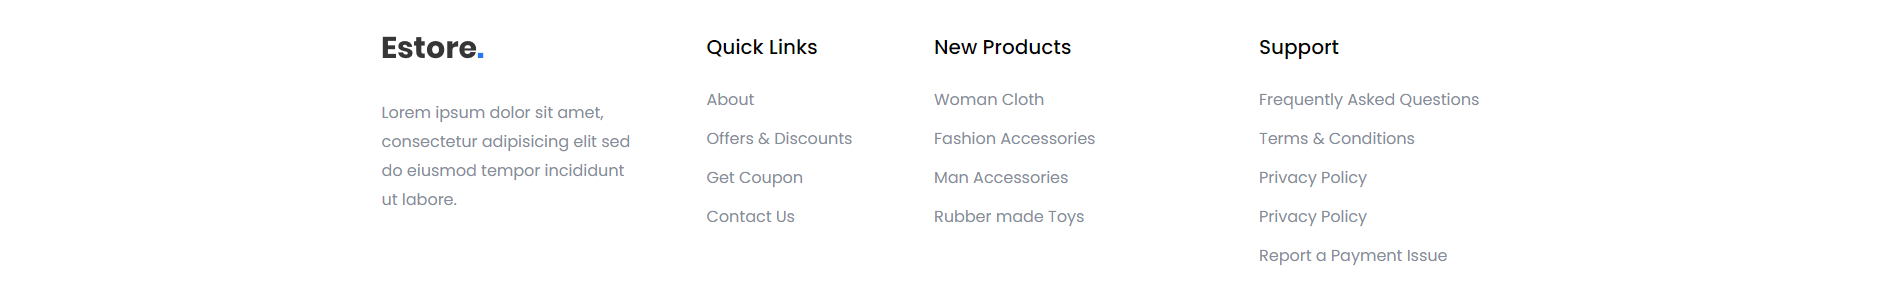 Estore.
Lorem ipsum dolor sit amet,
consectetur adipisicing elit sed
do eiusmod tempor incididunt
ut labore.
Quick Links
About
Offers & Discounts
Get Coupon
Contact Us
New Products
Woman Cloth
Fashion Accessories
Man Accessories
Rubber made Toys
Support
Frequently Asked Questions
Terms & Conditions
Privacy Policy
Privacy Policy
Report a Payment Issue